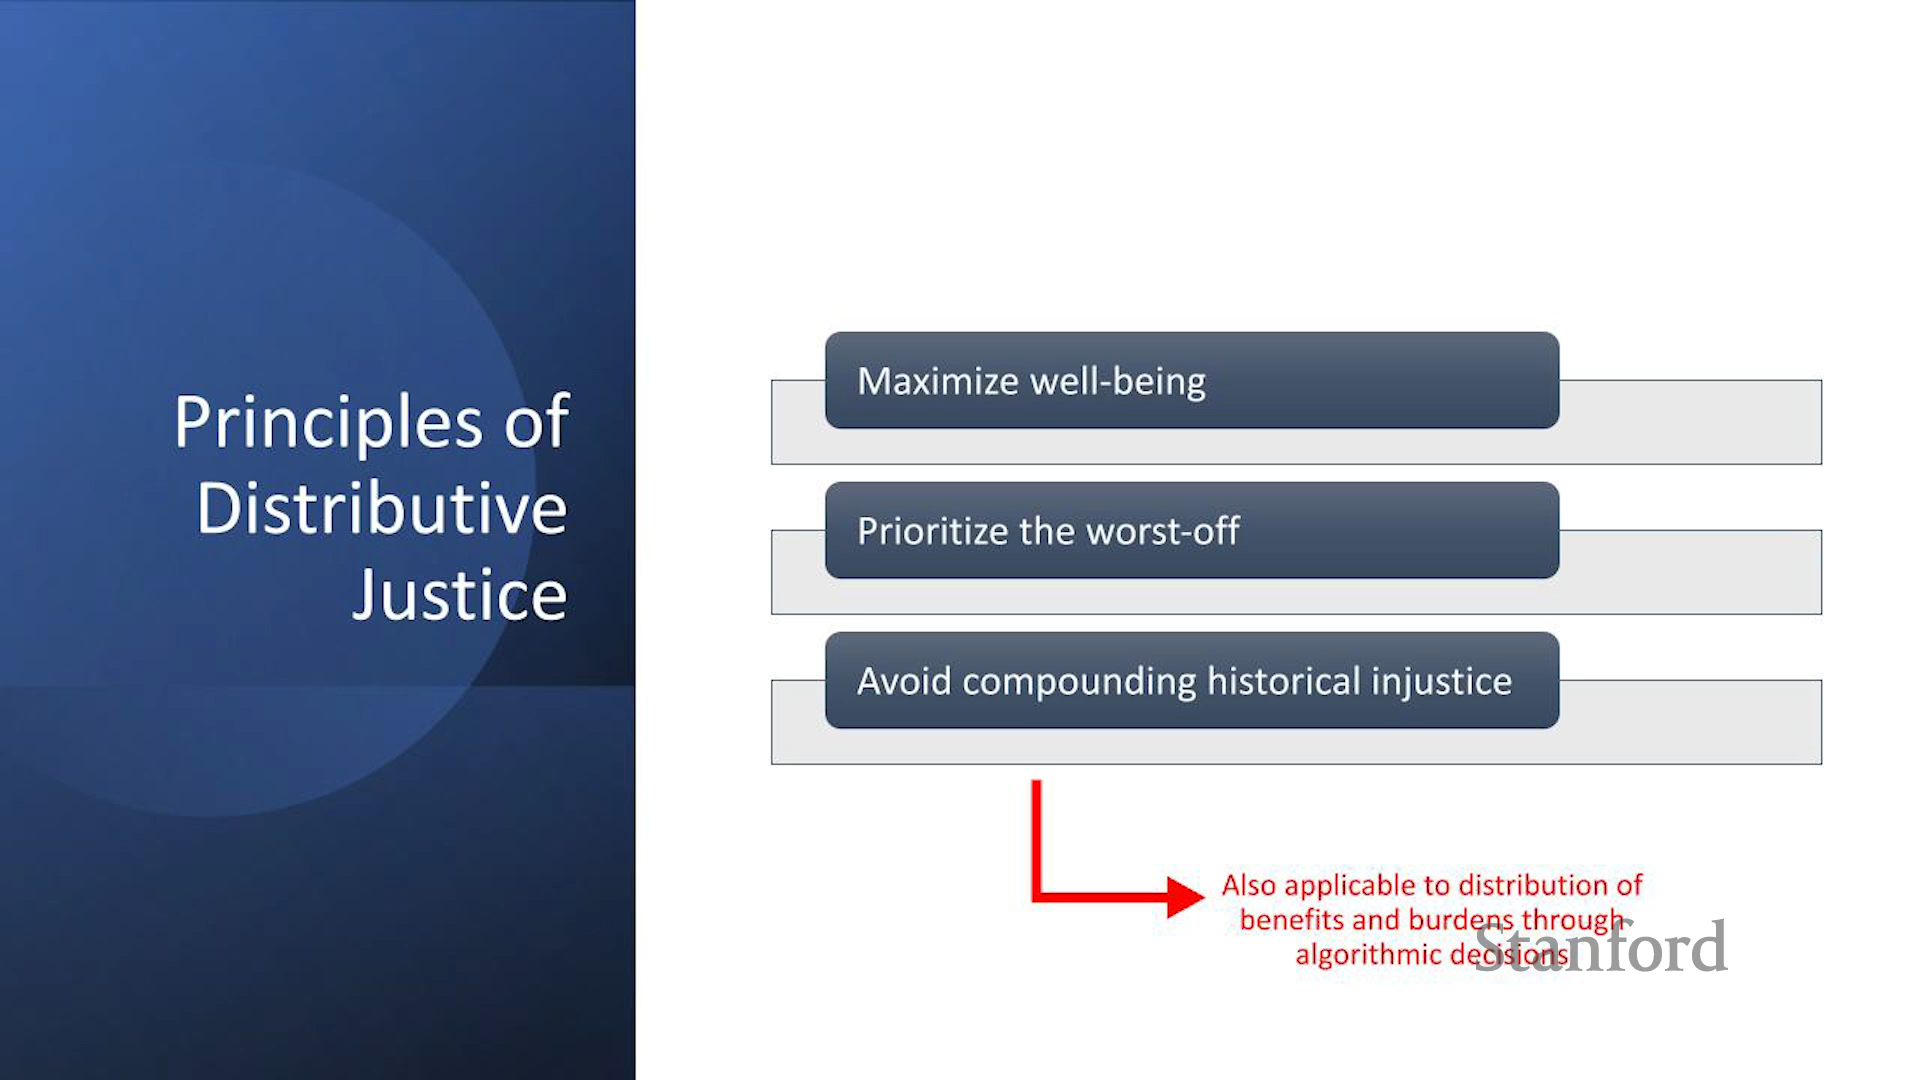 Principles of
Distributive
Justice
Maximize well-being
Prioritize the worst-off
Avoid compounding historical injustice
Also applicable to distribution of
benefits and burdens through
algorithmic decisions
Stanford